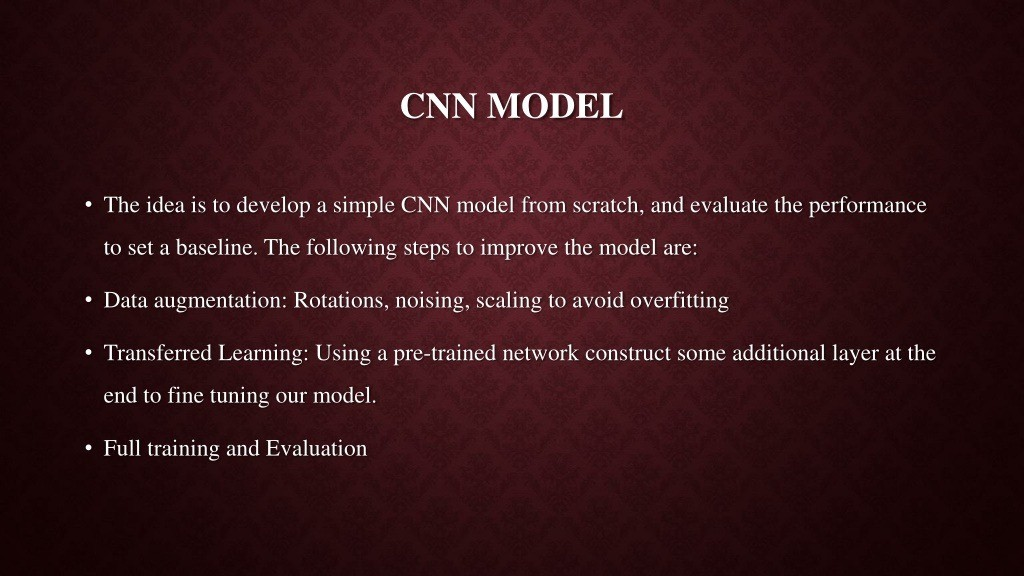 CNN MODEL
• The idea is to develop a simple CNN model from scratch, and evaluate the performance
to set a baseline. The following steps to improve the model are:
• Data augmentation: Rotations, noising, scaling to avoid overfitting
• Transferred Learning: Using a pre-trained network construct some additional layer at the
end to fine tuning our model.
• Full training and Evaluation